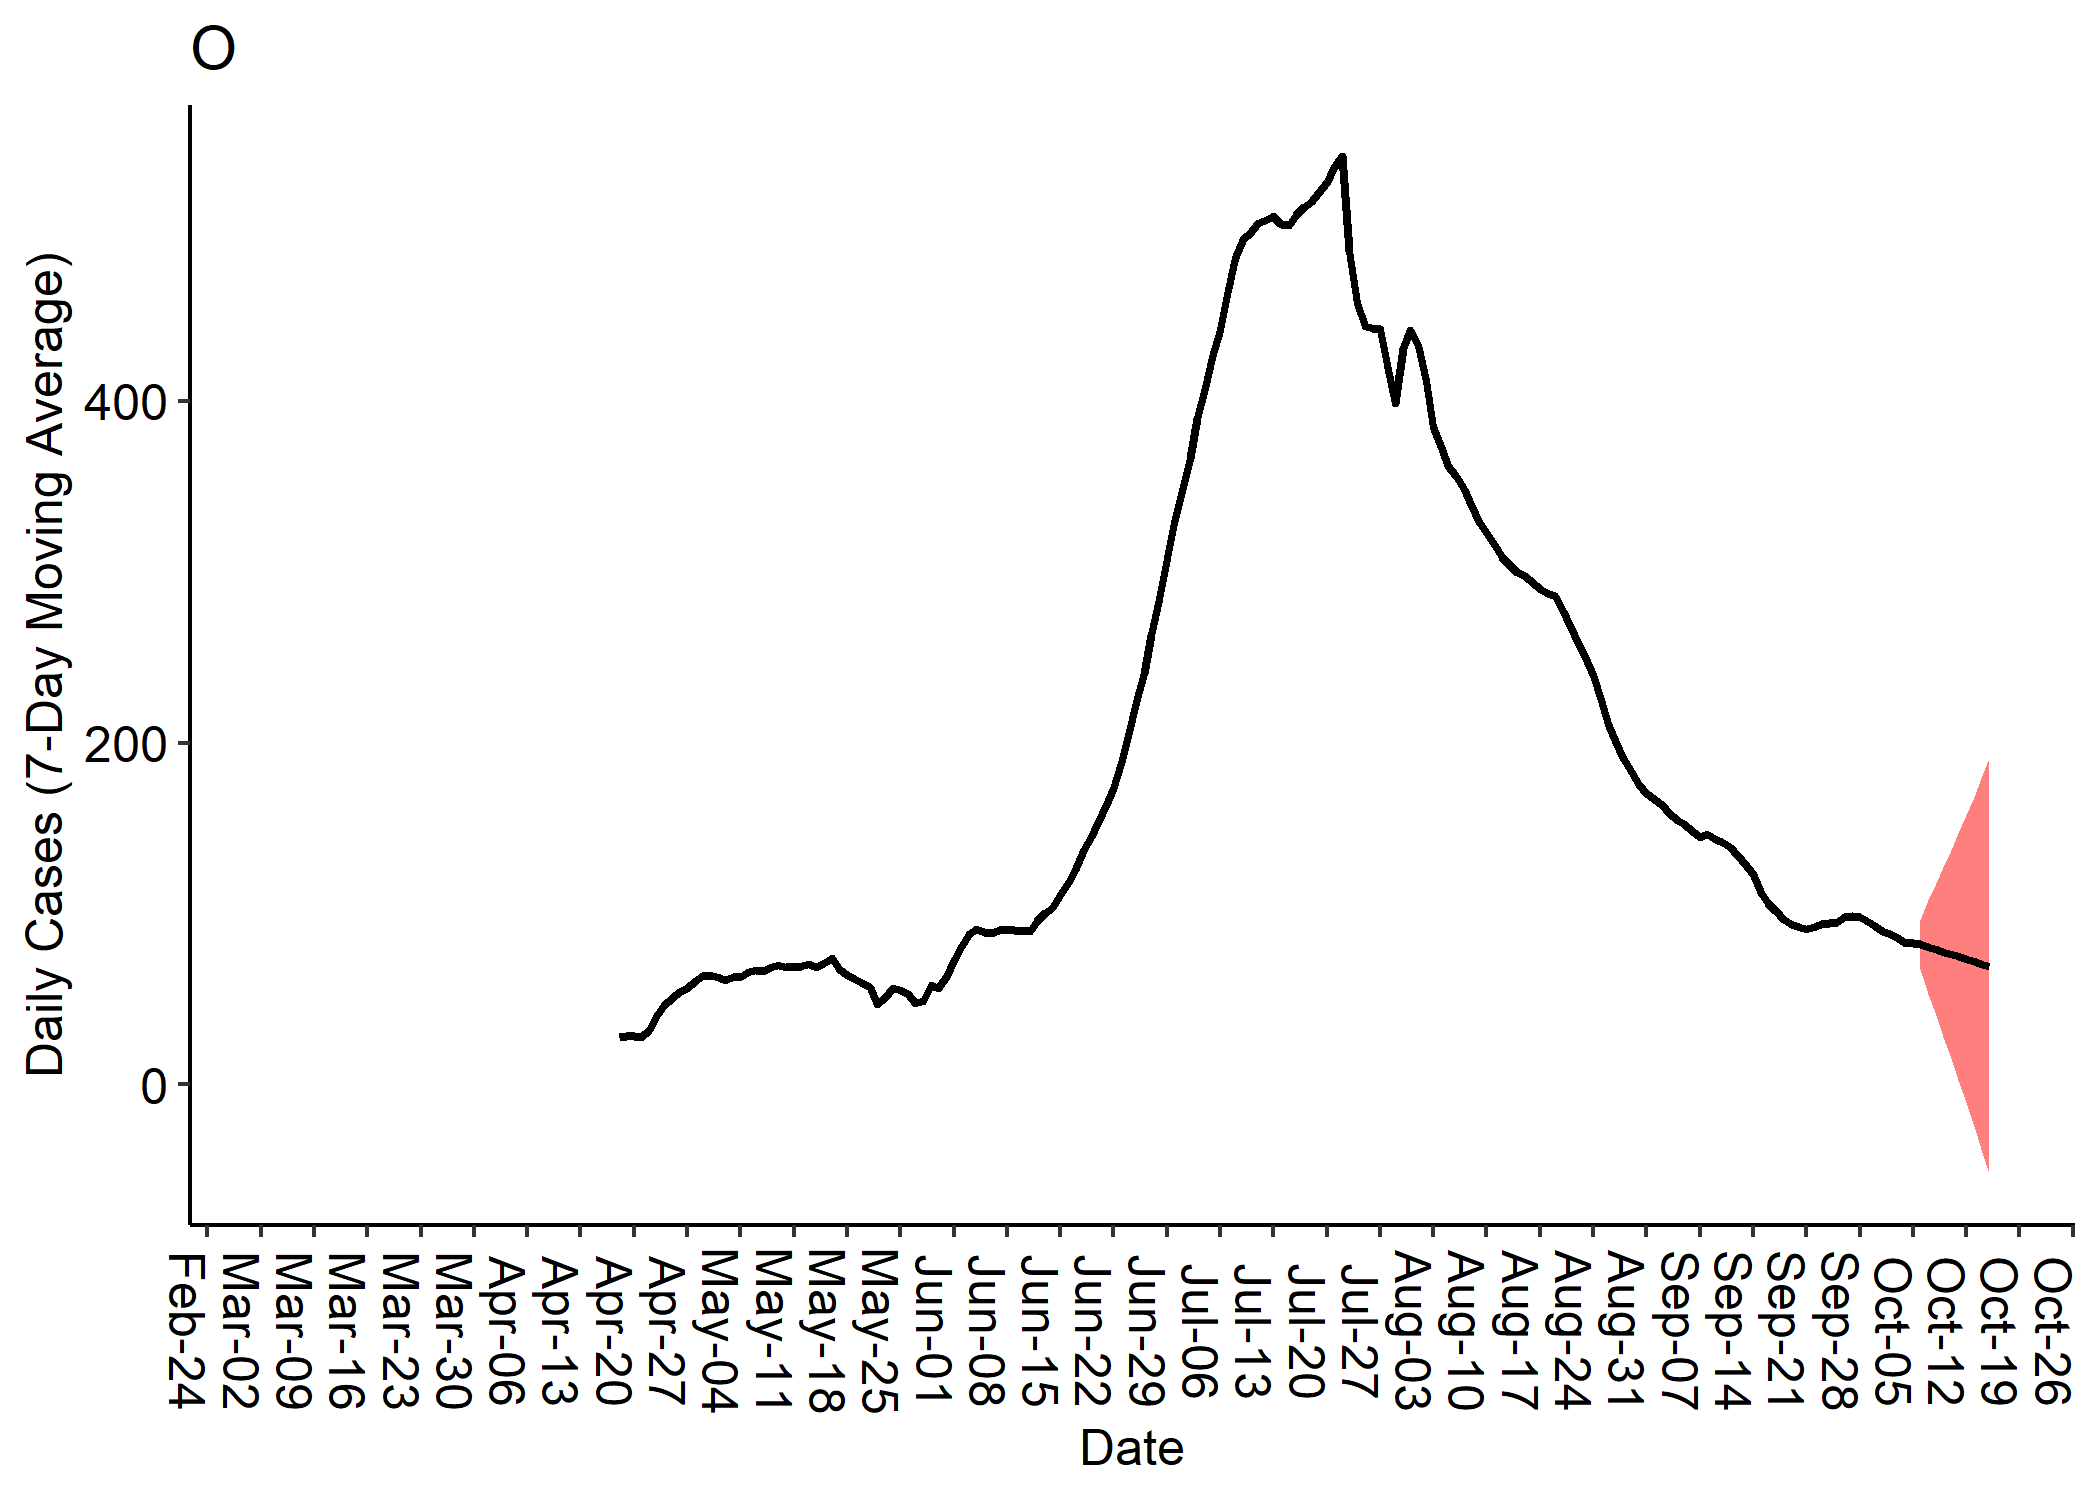 O
Daily Cases (7-Day Moving Average)
400
200
0
Feb-24
Mar-02
Mar-09
Mar-16
Mar-23
Mar-30
Apr-06
Apr-13
Apr-20
Apr-27
May-04
May-11
May-18
May-25
Jun-01
Jun-08
Jun-15
Jun-22
Jun-29
Jul-06
Jul-13
Jul-20
Jul-27
Aug-03
Aug-10
Aug-17
Aug-24
Aug-31
Sep-07
Sep-14
Sep-21
Sep-28
Oct-05
Oct-12
Oct-19
Oct-26
Date